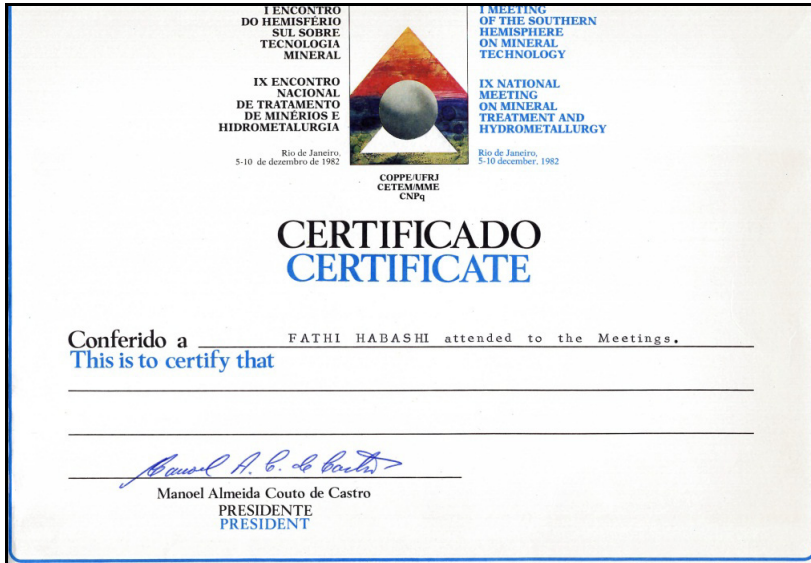 I ENCONTRO
DO HEMISFÉRIO
SUL SOBRE
TECNOLOGIA
MINERAL
IX ENCONTRO
NACIONAL
DE TRATAMENTO
DE MINÉRIOS E
HIDROMETALURGIA
Rio de Janeiro,
5-10 de dezembro de 1982
I MEETING
OF THE SOUTHERN
HEMISPHERE
ON MINERAL
TECHNOLOGY
IX NATIONAL
MEETING
ON MINERAL
TREATMENT AND
HYDROMETALLURGY
Rio de Janeiro,
5-10 december, 1982
COPPE/UFRJ
CETEM/MME
CNPq
CERTIFICADO
CERTIFICATE
Conferido a FATHI HABASHI attended to the Meetings.
This is to certify that
Manoel A. C. de Castro
Manoel Almeida Couto de Castro
PRESIDENTE
PRESIDENT